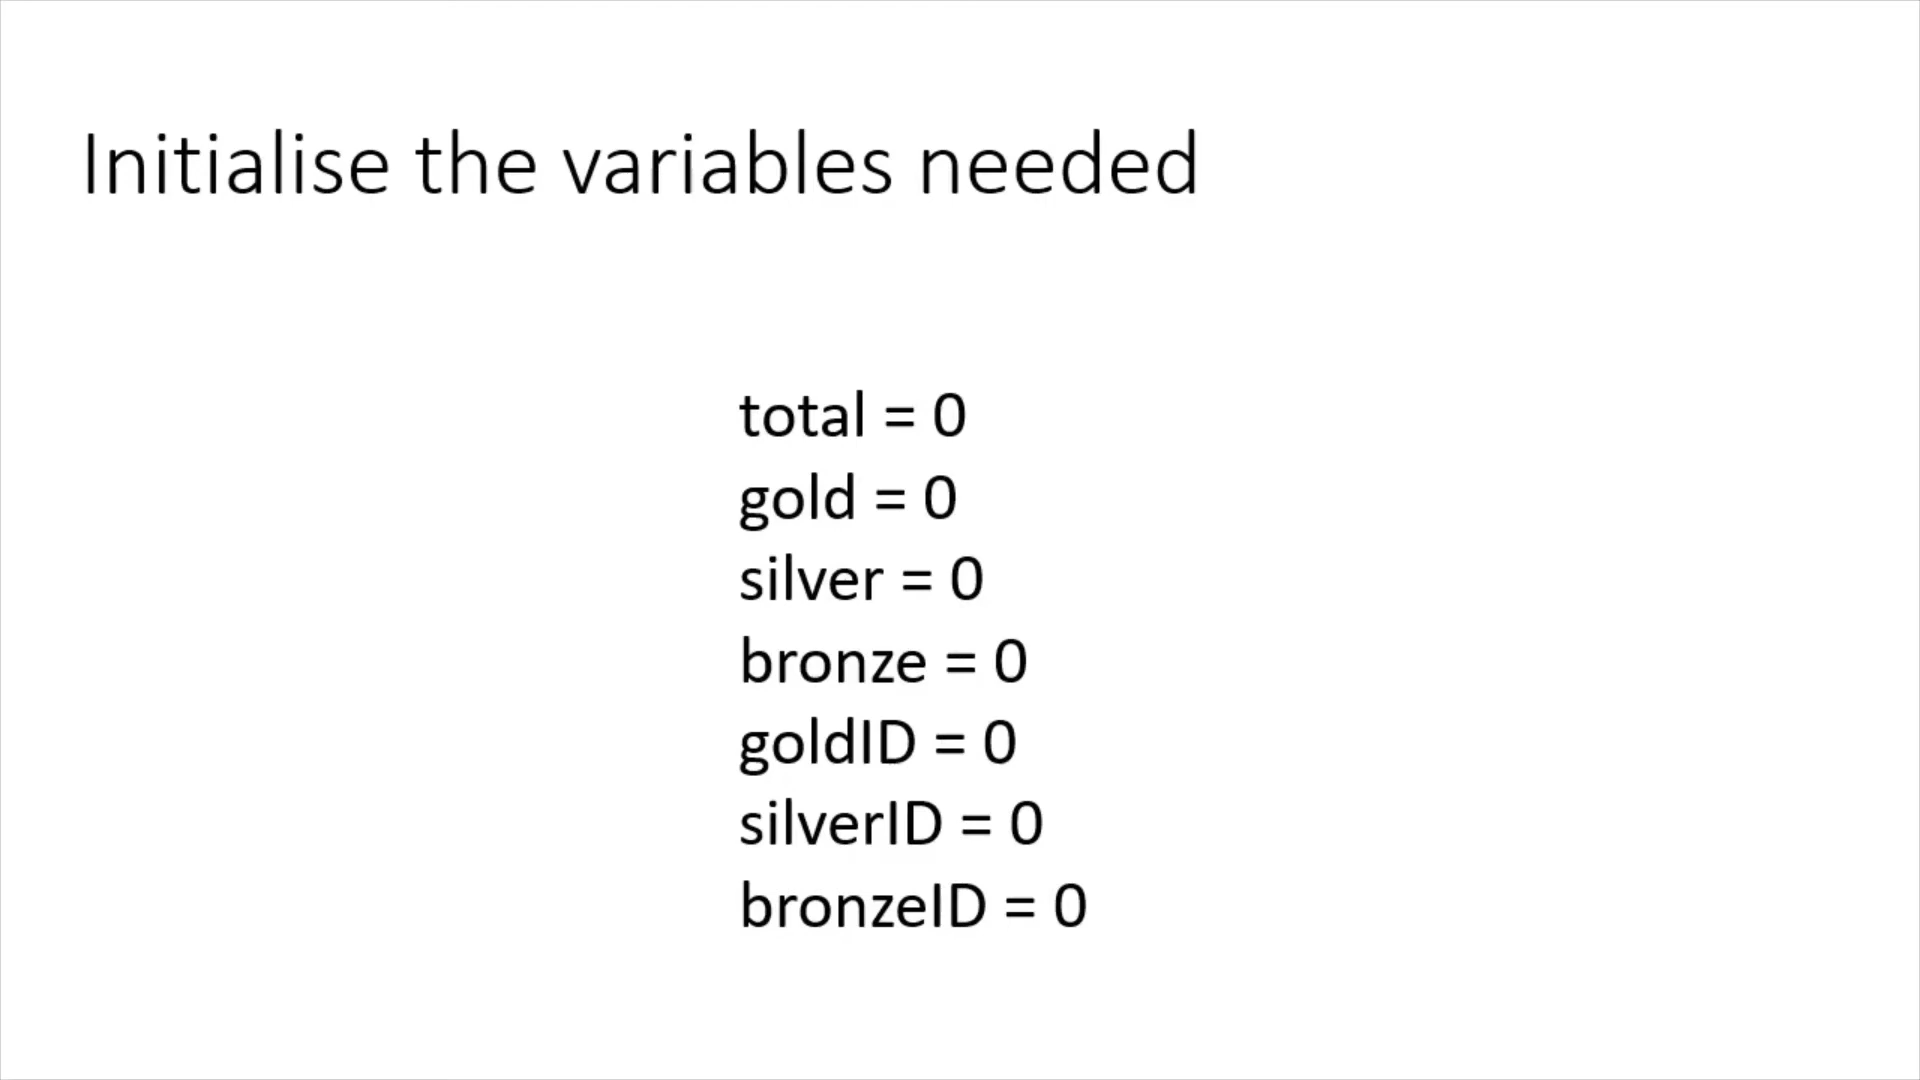 Initialise the variables needed
total = 0
gold = 0
silver = 0
bronze = 0
goldID = 0
silverID = 0
bronzeID = 0